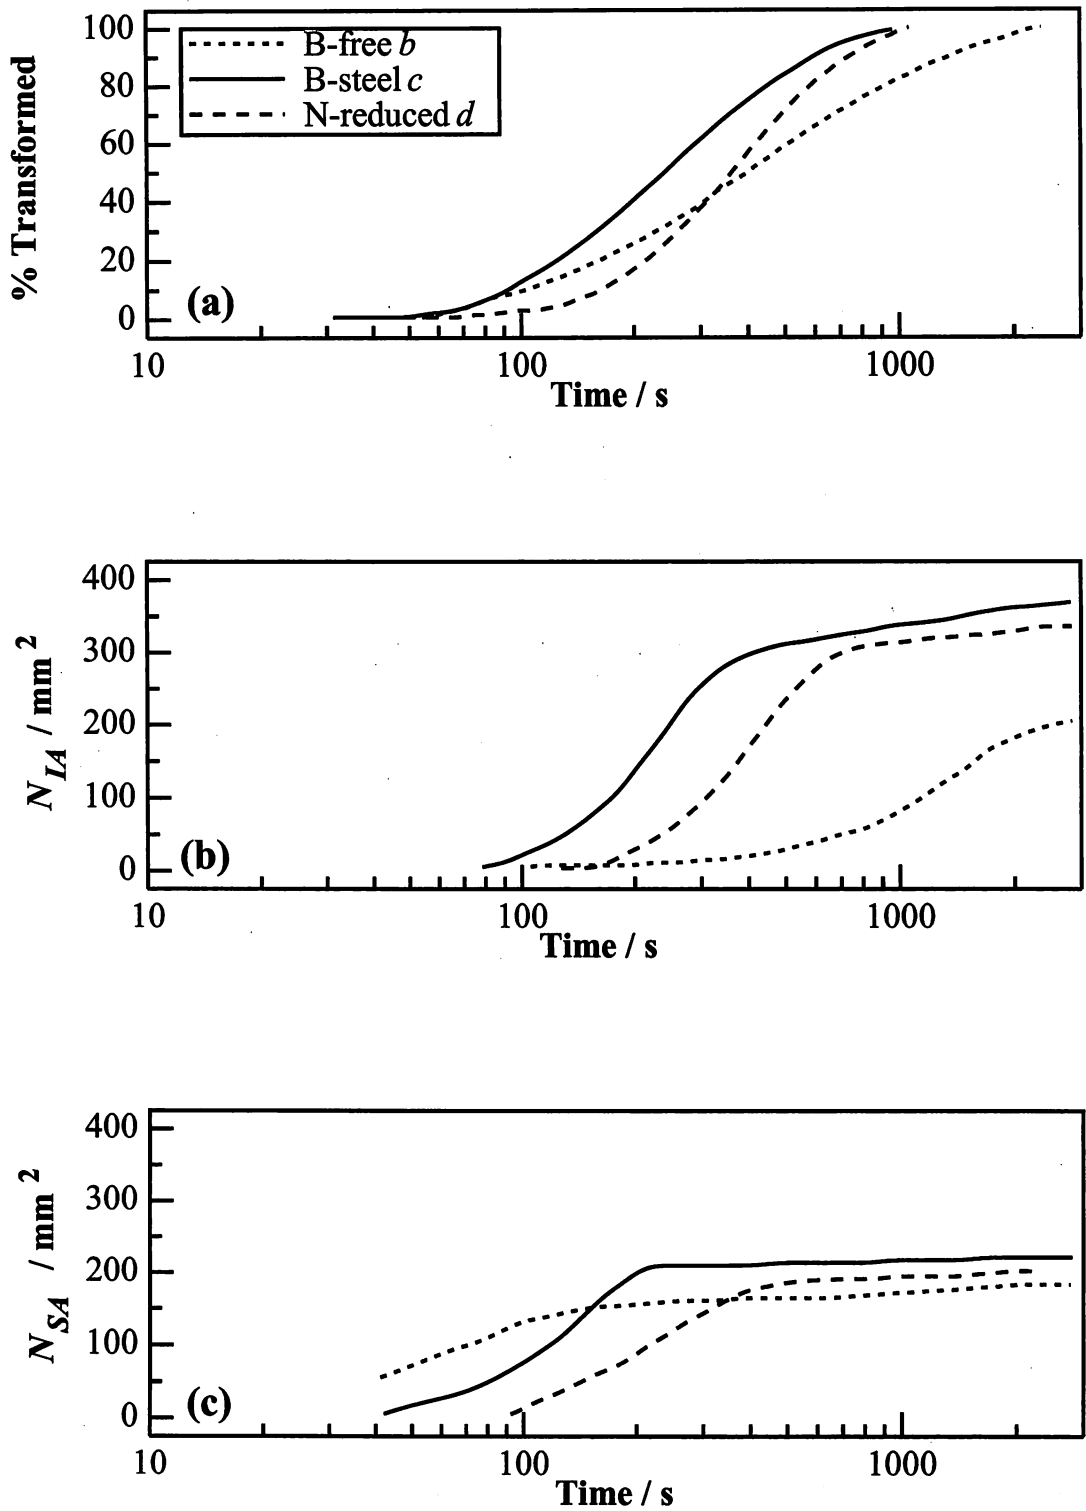 100
B-free b
B-steel c
N-reduced d
80
60
40
20
0
% Transformed
(a)
10 100 1000
Time / s
400
300
200
100
0
N_IA / mm^2
(b)
10 100 1000
Time / s
400
300
200
100
0
N_SA / mm^2
(c)
10 100 1000
Time / s